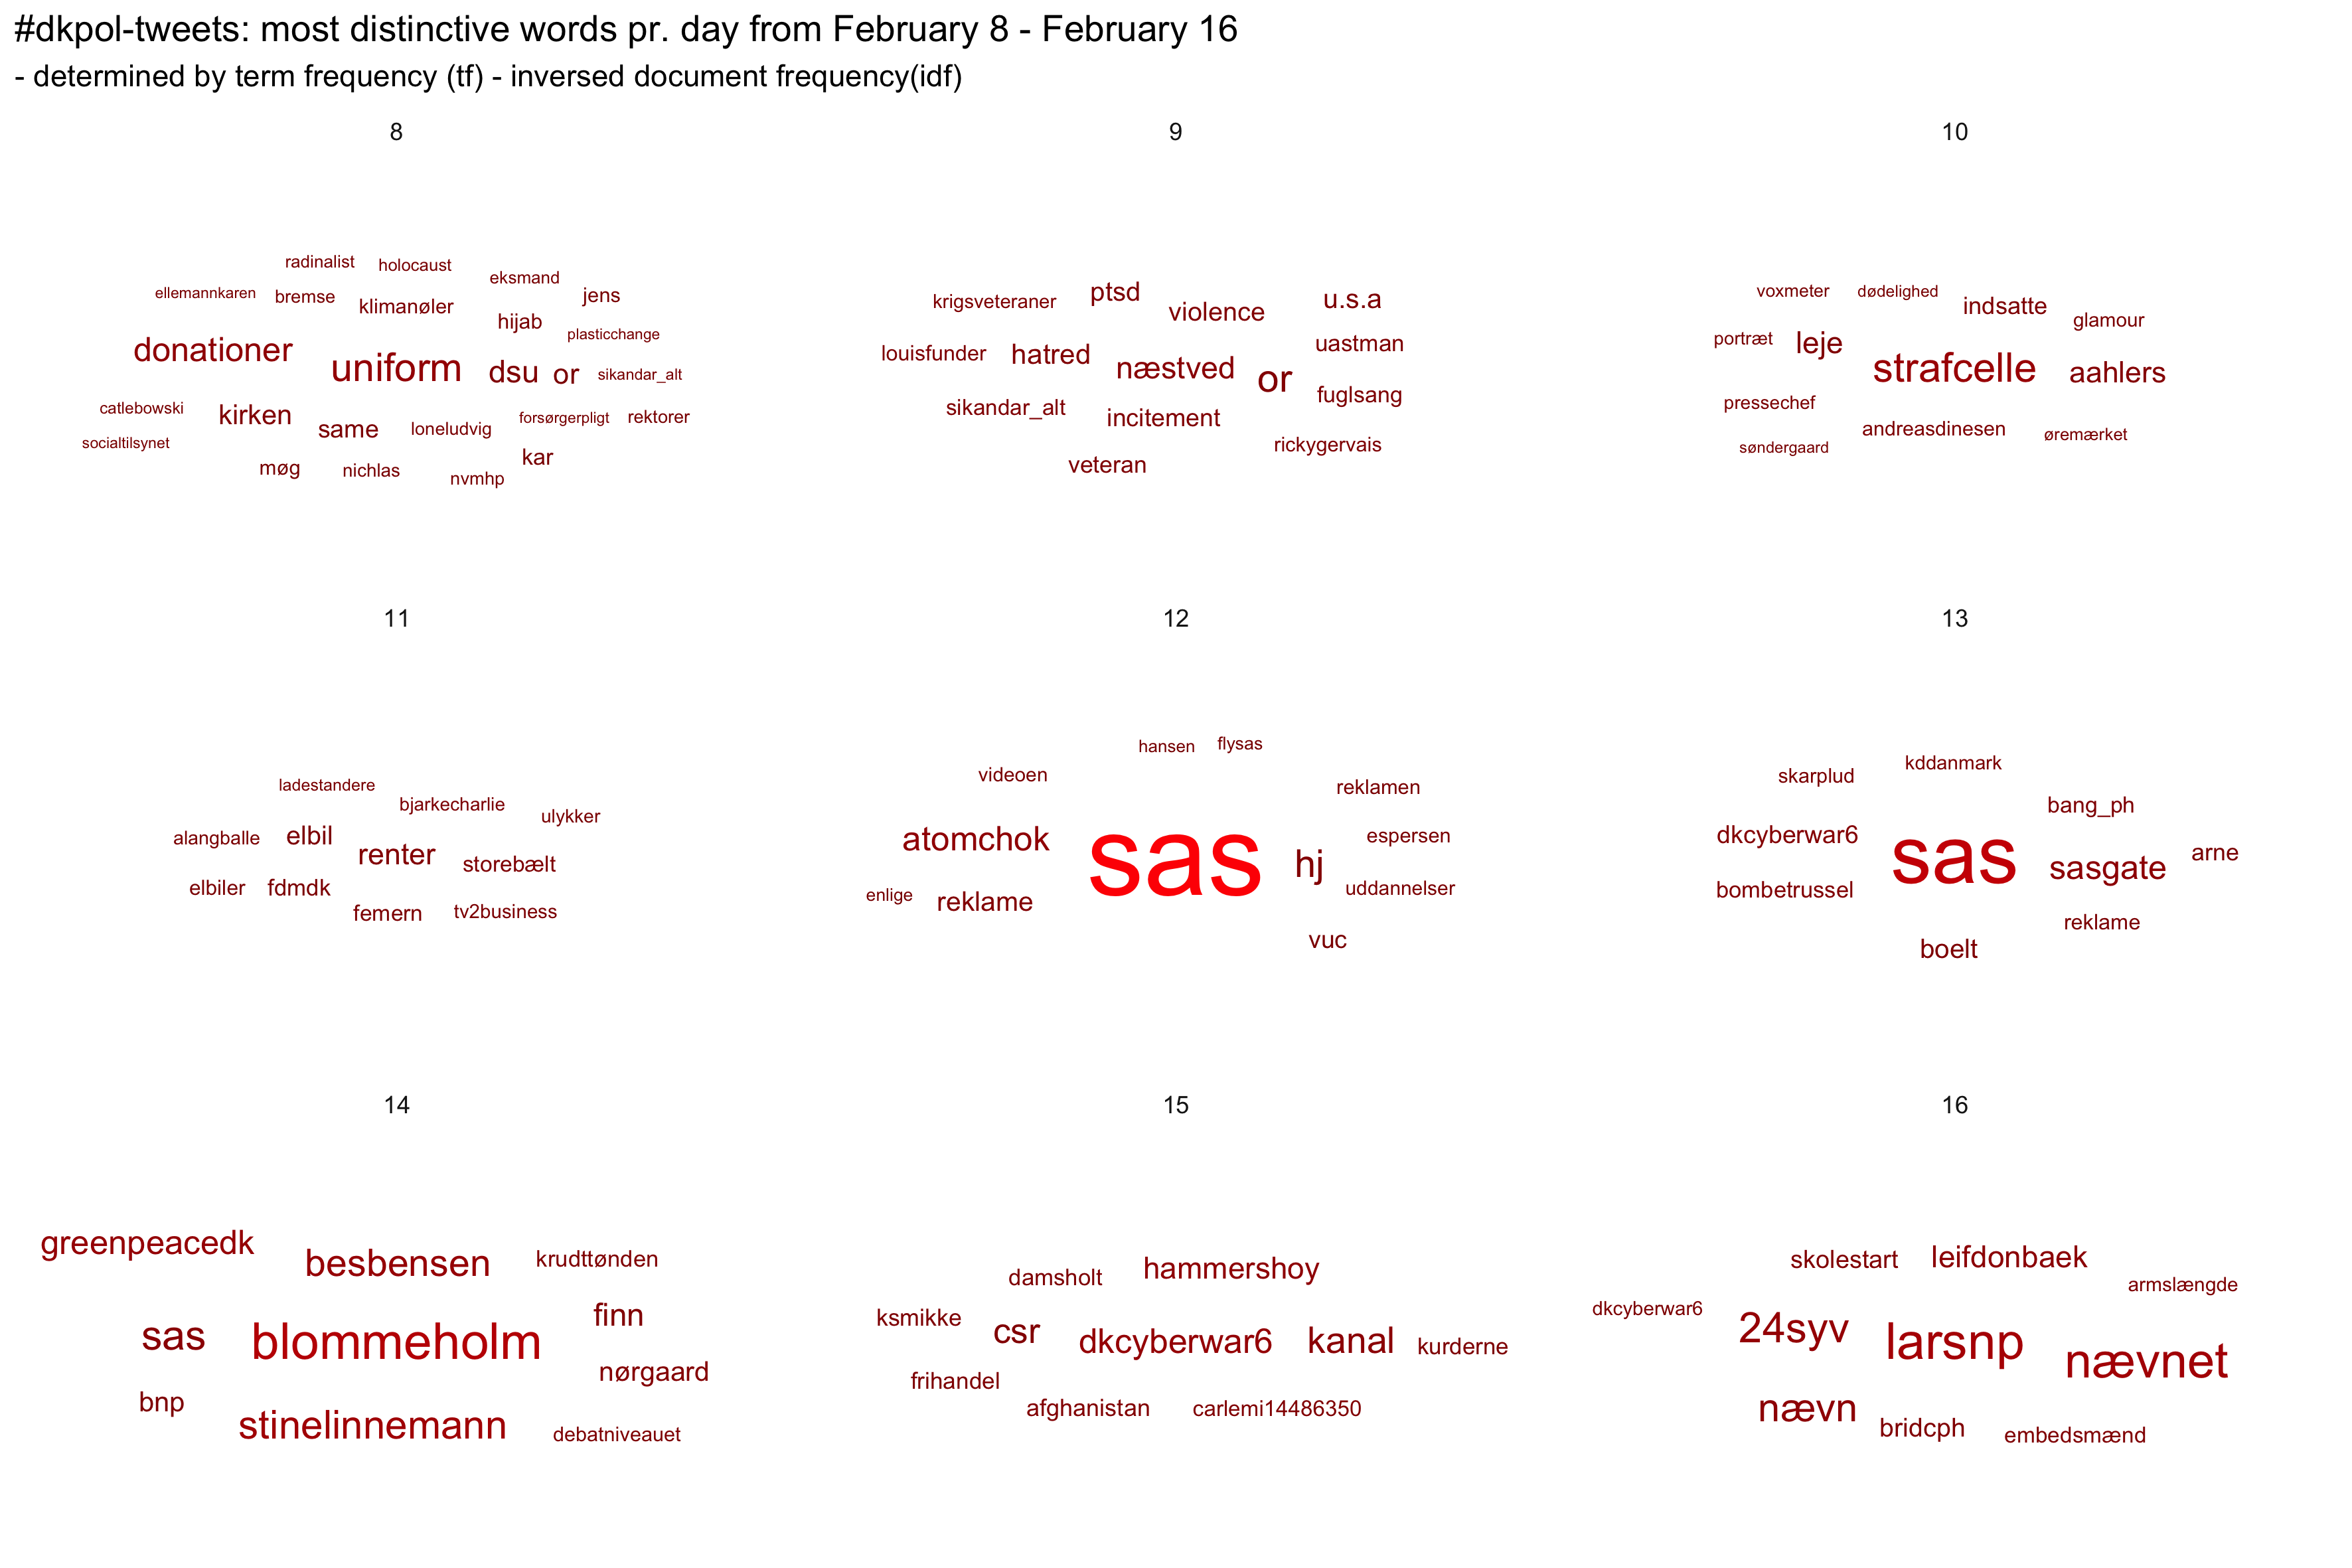 #dkpol-tweets: most distinctive words pr. day from February 8 - February 16
- determined by term frequency (tf) - inversed document frequency(idf)
8
radinalist holocaust
eksmand
ellemannkaren bremse klimanøler jens
hijab
plasticchange
donationer uniform dsu or sikandar_alt
catlebowski kirken same loneludvig forsørgerpligt rektorer
socialtilsynet
møg nichlas nvmhp kar
9
krigsveteraner ptsd violence u.s.a
louisfunder hatred næstved or uastman
sikandar_alt incitement fuglsang
veteran rickygervais
10
voxmeter dødelighed indsatte glamour
portræt leje strafcelle aahlers
pressechef andreasdinesen øremærket
søndergaard
11
ladestandere bjarkecharlie ulykker
alangballe elbil renter storebælt
elbiler fdmdk femern tv2business
12
hansen flysas
videoen reklamen
atomchok sas hj espersen
enlige reklame uddannelser
vuc
13
skarplud kddanmark
bang_ph
dkcyberwar6 sas sasgate arne
bombetrussel reklame
boelt
14
greenpeacedk besbensen krudttønden
sas blommeholm finn
bnp nørgaard
stinelinnemann debatniveauet
15
damsholt hammershoy
ksmikke csr dkcyberwar6 kanal kurderne
frihandel
afghanistan carlemi14486350
16
skolestart leifdonbaek armslængde
dkcyberwar6 24syv larsnp nævnet
nævn bridcph embedsmænd